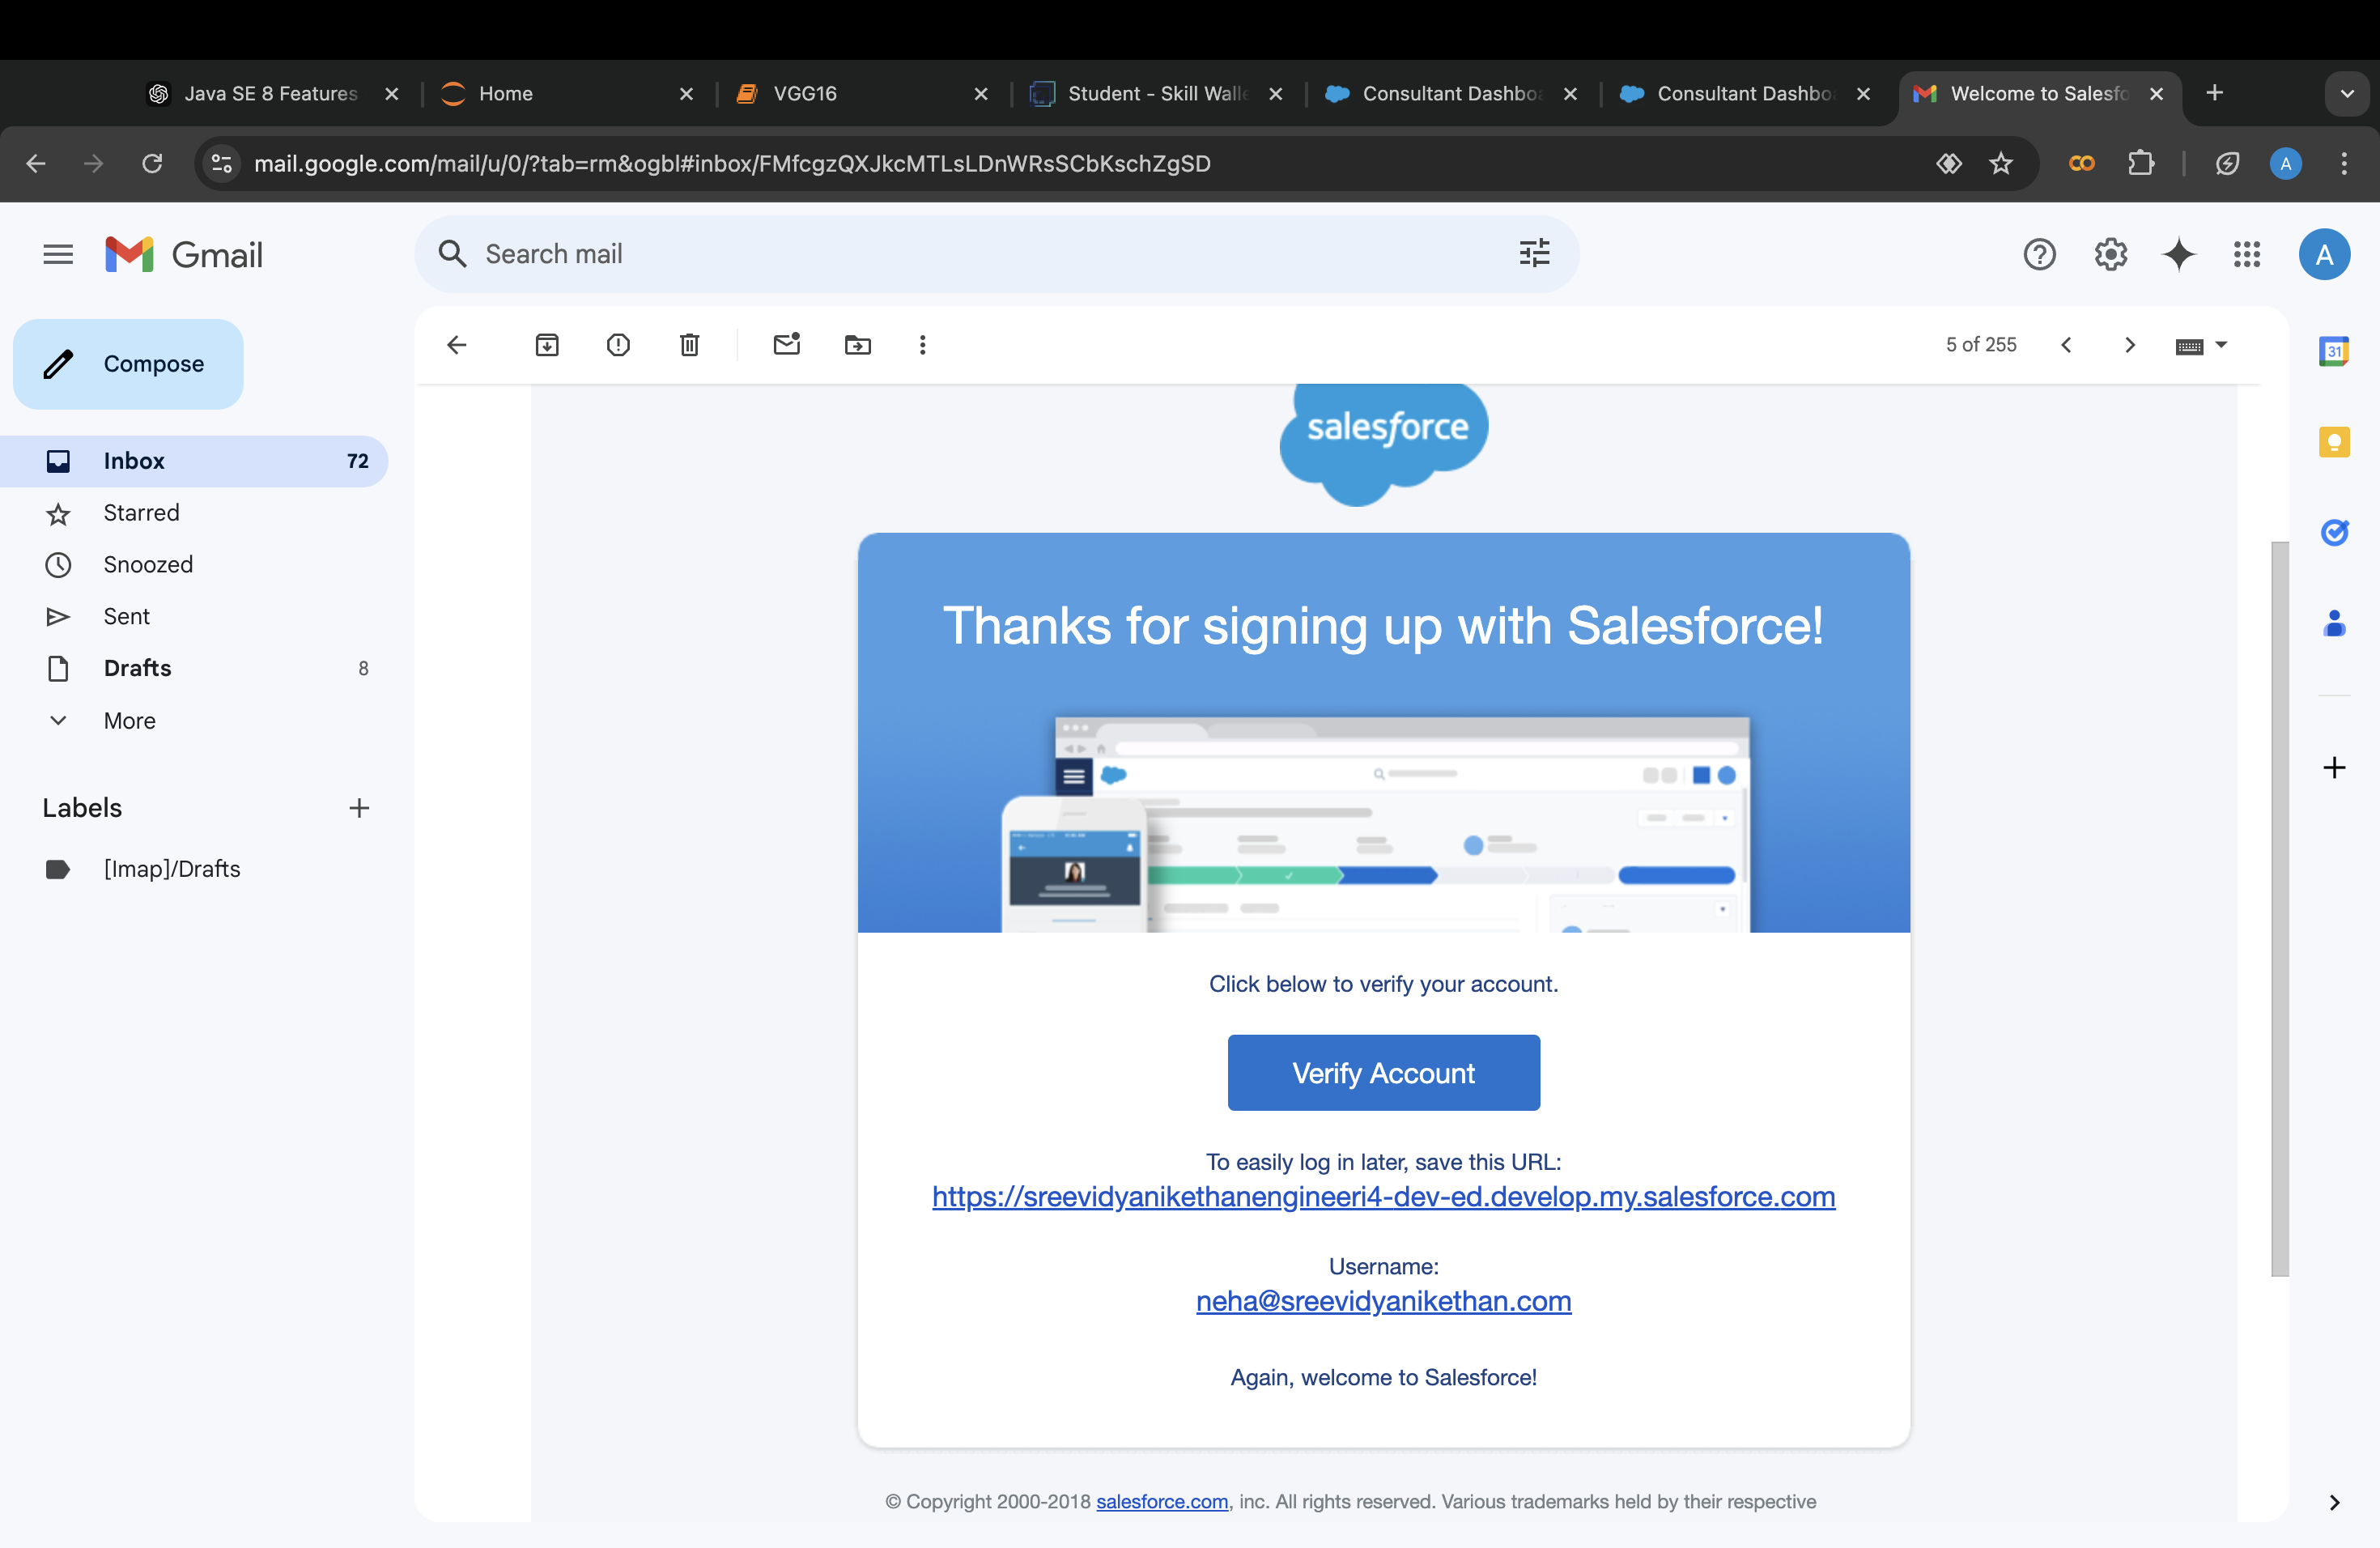 Java SE 8 Features
Home
VGG16
Student - Skill Walle
Consultant Dashboa
Consultant Dashboa
Welcome to Salesfo
mail.google.com/mail/u/0/?tab=rm&ogbl#inbox/FMfcgzQXJkcMTLsLDnWRsSCbKschZgSD
A
Gmail
Search mail
A
Compose
5 of 255
31
Inbox 72
Starred
Snoozed
Sent
Drafts 8
More
Labels
[Imap]/Drafts
salesforce
Thanks for signing up with Salesforce!
Click below to verify your account.
Verify Account
To easily log in later, save this URL:
https://sreevidyanikethanengineeri4-dev-ed.develop.my.salesforce.com
Username:
neha@sreevidyanikethan.com
Again, welcome to Salesforce!
© Copyright 2000-2018 salesforce.com, inc. All rights reserved. Various trademarks held by their respective